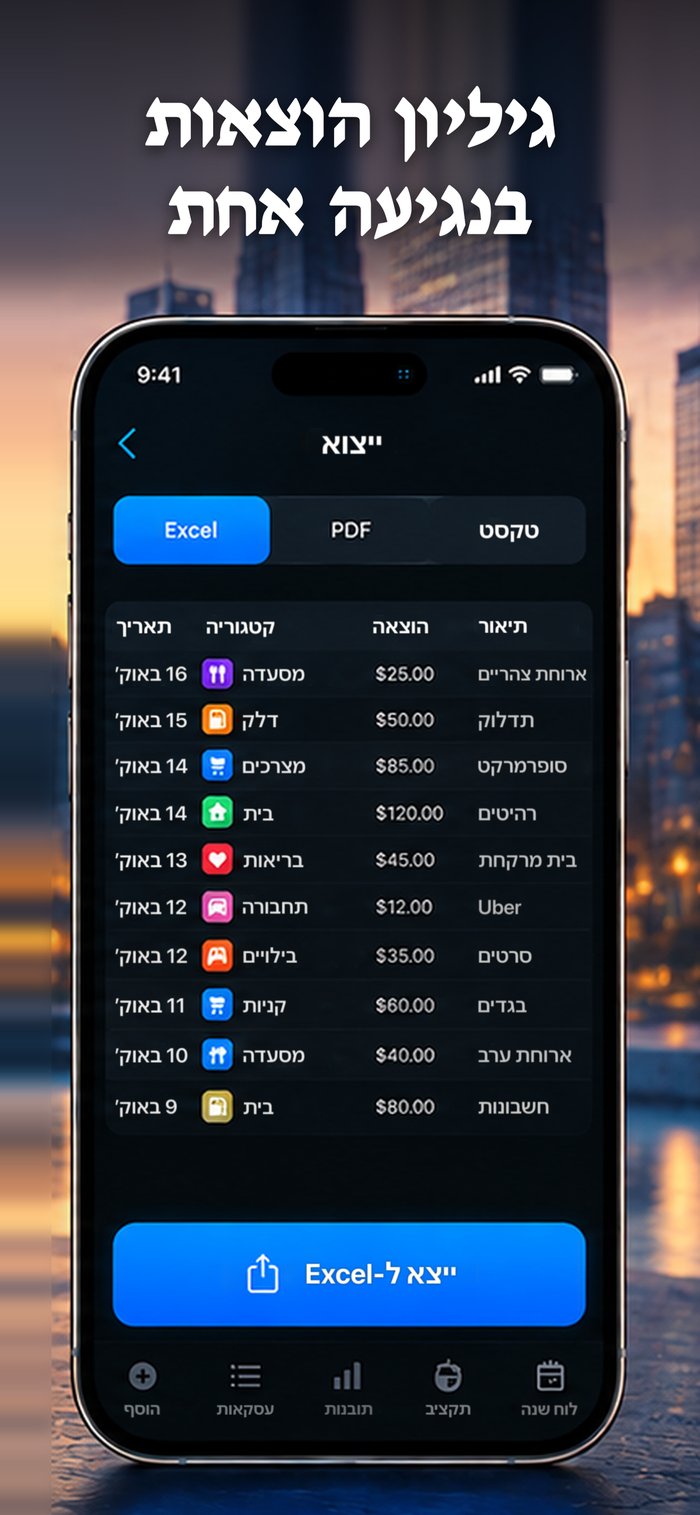 גיליון הוצאות
בנגיעה אחת
9:41
ייצוא
Excel PDF טקסט
תאריך קטגוריה הוצאה תיאור
16 באוק׳ מסעדה $25.00 ארוחת צהריים
15 באוק׳ דלק $50.00 תדלוק
14 באוק׳ מצרכים $85.00 סופרמרקט
14 באוק׳ בית $120.00 רהיטים
13 באוק׳ בריאות $45.00 בית מרקחת
12 באוק׳ תחבורה $12.00 Uber
12 באוק׳ בילויים $35.00 סרטים
11 באוק׳ קניות $60.00 בגדים
10 באוק׳ מסעדה $40.00 ארוחת ערב
9 באוק׳ בית $80.00 חשבונות
ייצא ל-Excel
הוסף עסקאות תובנות תקציב לוח שנה